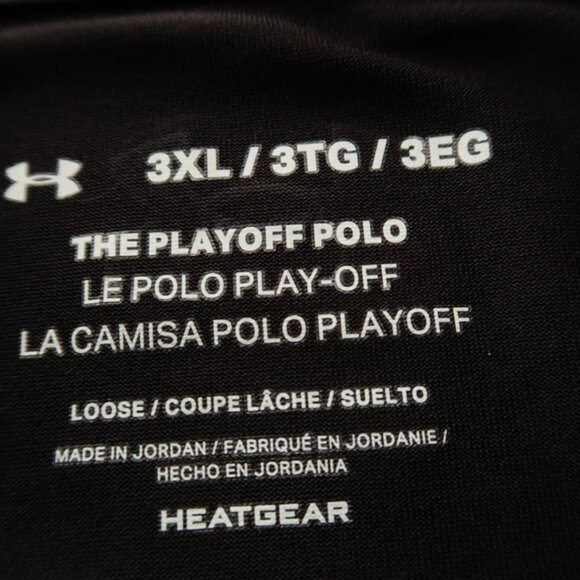 3XL / 3TG / 3EG
THE PLAYOFF POLO
LE POLO PLAY-OFF
LA CAMISA POLO PLAYOFF
LOOSE / COUPE LÂCHE / SUELTO
MADE IN JORDAN / FABRIQUÉ EN JORDANIE /
HECHO EN JORDANIA
HEATGEAR